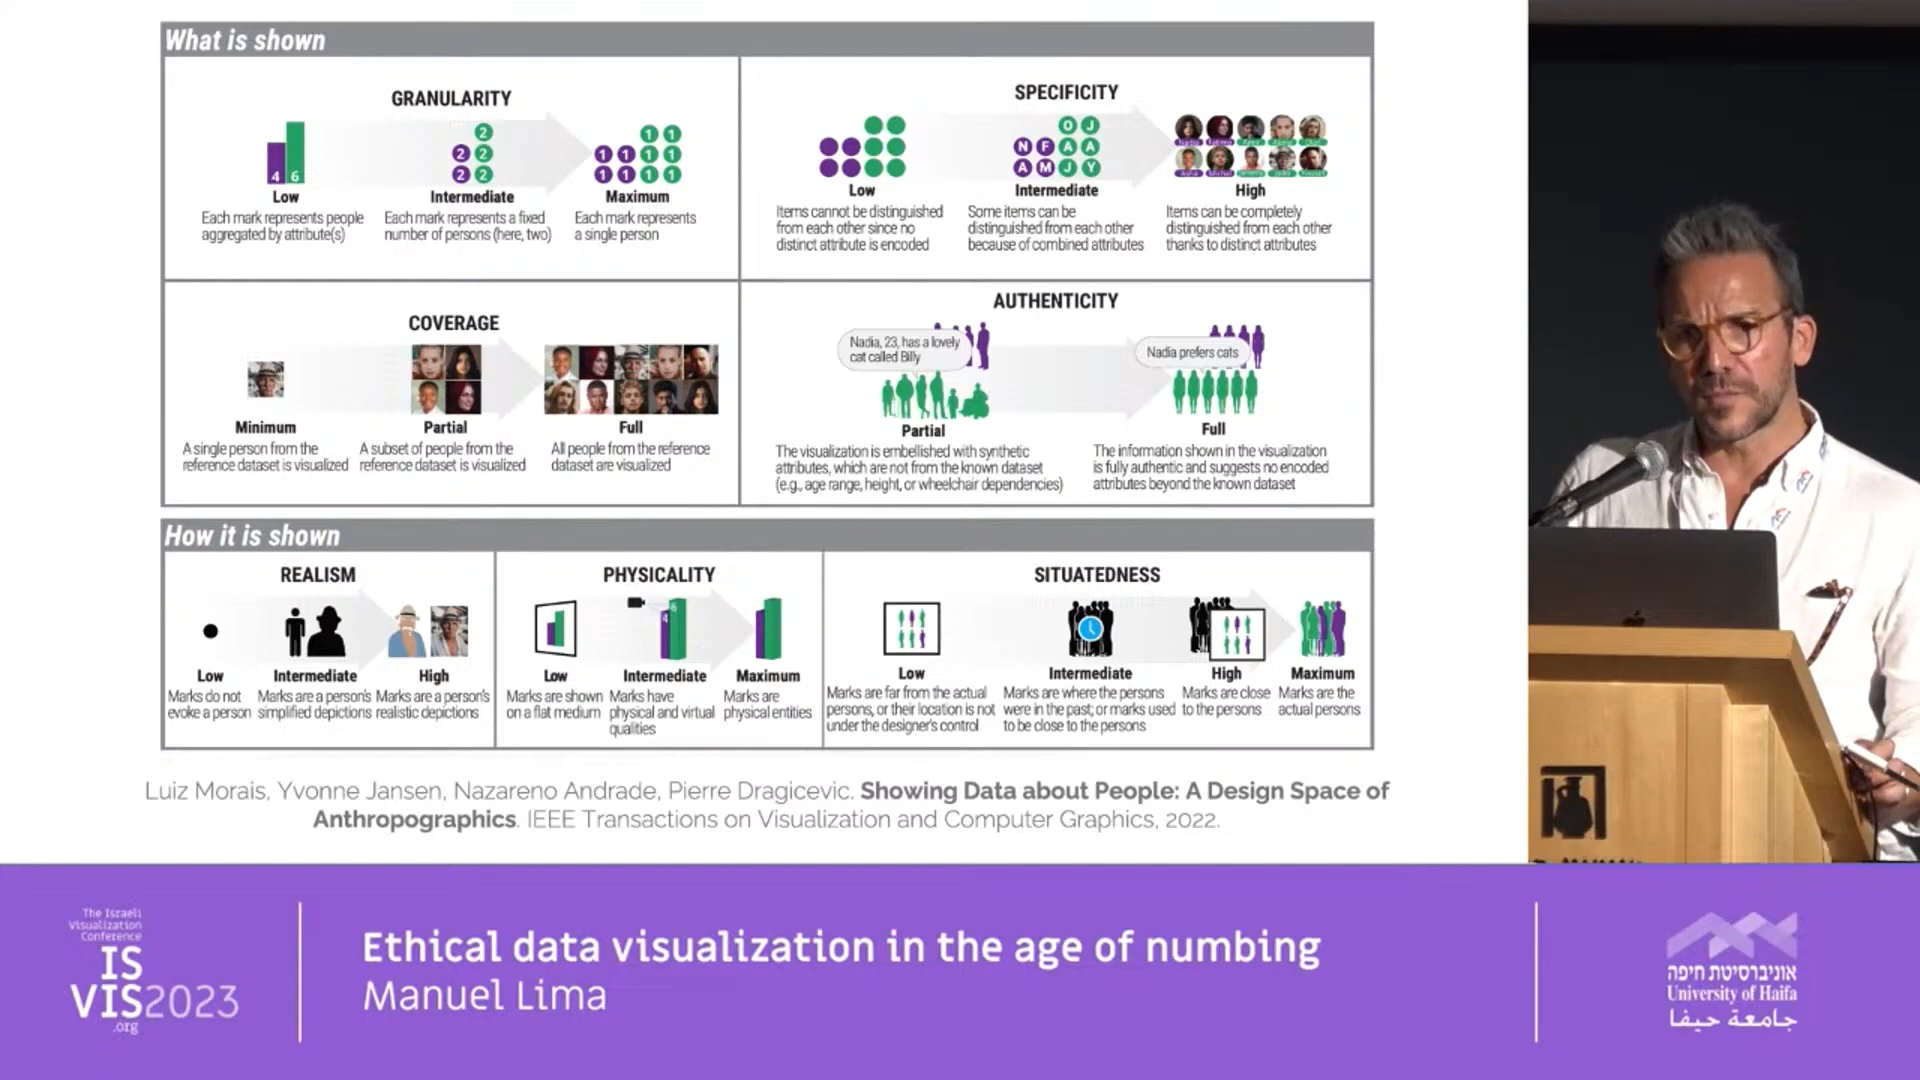 What is shown
GRANULARITY
4 6
2
2 2
2 2
1 1
1 1 1 1
1 1 1 1
Low
Intermediate
Maximum
Each mark represents people
aggregated by attribute(s)
Each mark represents a fixed
number of persons (here, two)
Each mark represents
a single person
SPECIFICITY
O J
N F A A
A M J Y
Low
Intermediate
High
Items cannot be distinguished
from each other since no
distinct attribute is encoded
Some items can be
distinguished from each other
because of combined attributes
Items can be completely
distinguished from each other
thanks to distinct attributes
COVERAGE
Minimum
Partial
Full
A single person from the
reference dataset is visualized
A subset of people from the
reference dataset is visualized
All people from the reference
dataset are visualized
AUTHENTICITY
Nadia, 23, has a lovely
cat called Billy
Nadia prefers cats
Partial
Full
The visualization is embellished with synthetic
attributes, which are not from the known dataset
(e.g., age range, height, or wheelchair dependencies)
The information shown in the visualization
is fully authentic and suggests no encoded
attributes beyond the known dataset
How it is shown
REALISM
Low
Intermediate
High
Marks do not
evoke a person
Marks are a person's
simplified depictions
Marks are a person's
realistic depictions
PHYSICALITY
4 6
Low
Intermediate
Maximum
Marks are shown
on a flat medium
Marks have
physical and virtual
qualities
Marks are
physical entities
SITUATEDNESS
Low
Intermediate
High
Maximum
Marks are far from the actual
persons, or their location is not
under the designer's control
Marks are where the persons
were in the past; or marks used
to be close to the persons
Marks are close
to the persons
Marks are the
actual persons
Luiz Morais, Yvonne Jansen, Nazareno Andrade, Pierre Dragicevic. Showing Data about People: A Design Space of
Anthropographics. IEEE Transactions on Visualization and Computer Graphics, 2022.
The Israeli
Visualization
Conference
IS
VIS2023
.org
Ethical data visualization in the age of numbing
Manuel Lima
אוניברסיטת חיפה
University of Haifa
جامعة حيفا